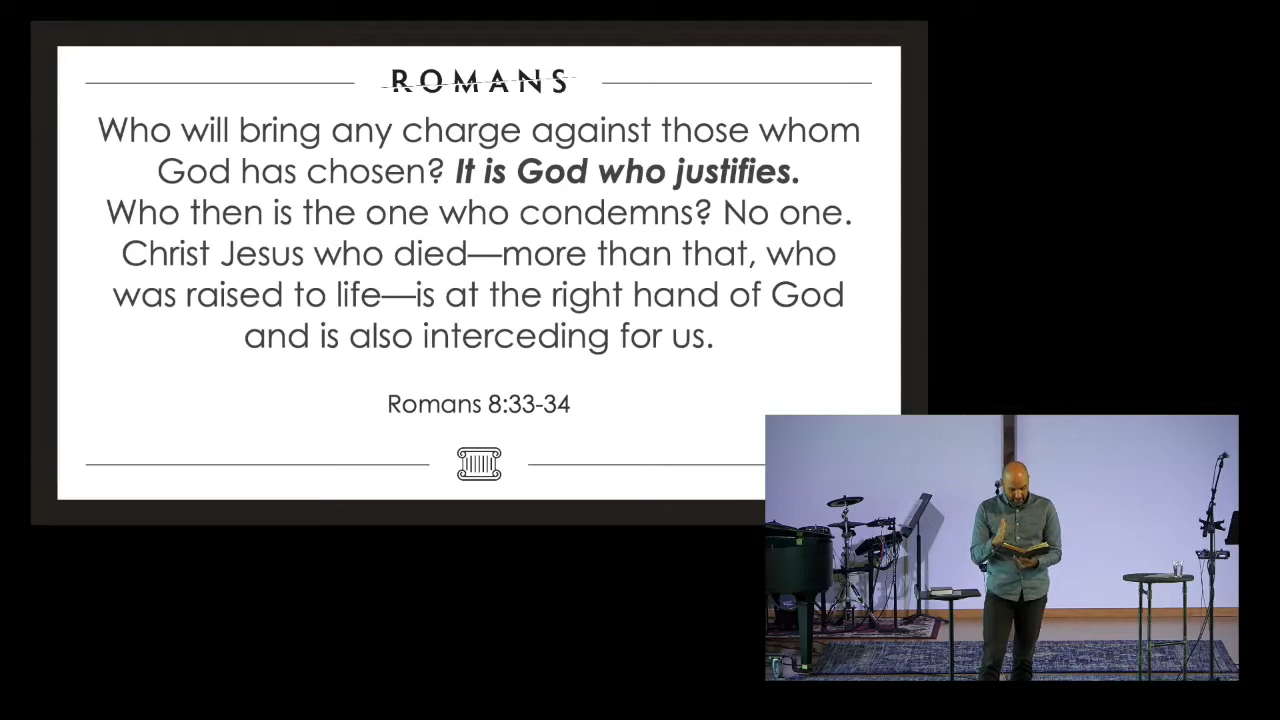 ROMANS
Who will bring any charge against those whom
God has chosen? It is God who justifies.
Who then is the one who condemns? No one.
Christ Jesus who died—more than that, who
was raised to life—is at the right hand of God
and is also interceding for us.
Romans 8:33-34